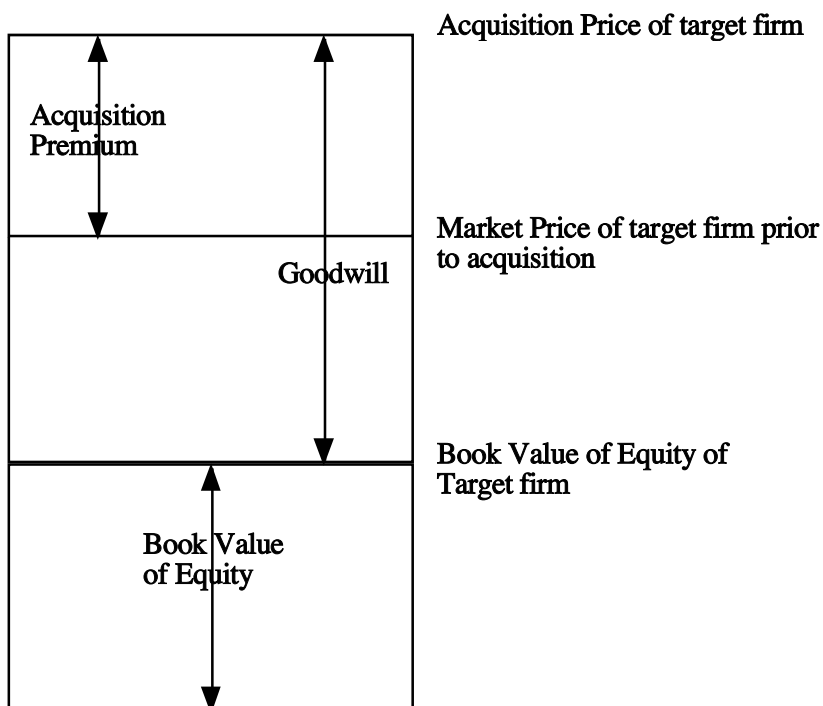 Acquisition Price of target firm
Acquisition
Premium
Market Price of target firm prior
to acquisition
Goodwill
Book Value of Equity of
Target firm
Book Value
of Equity